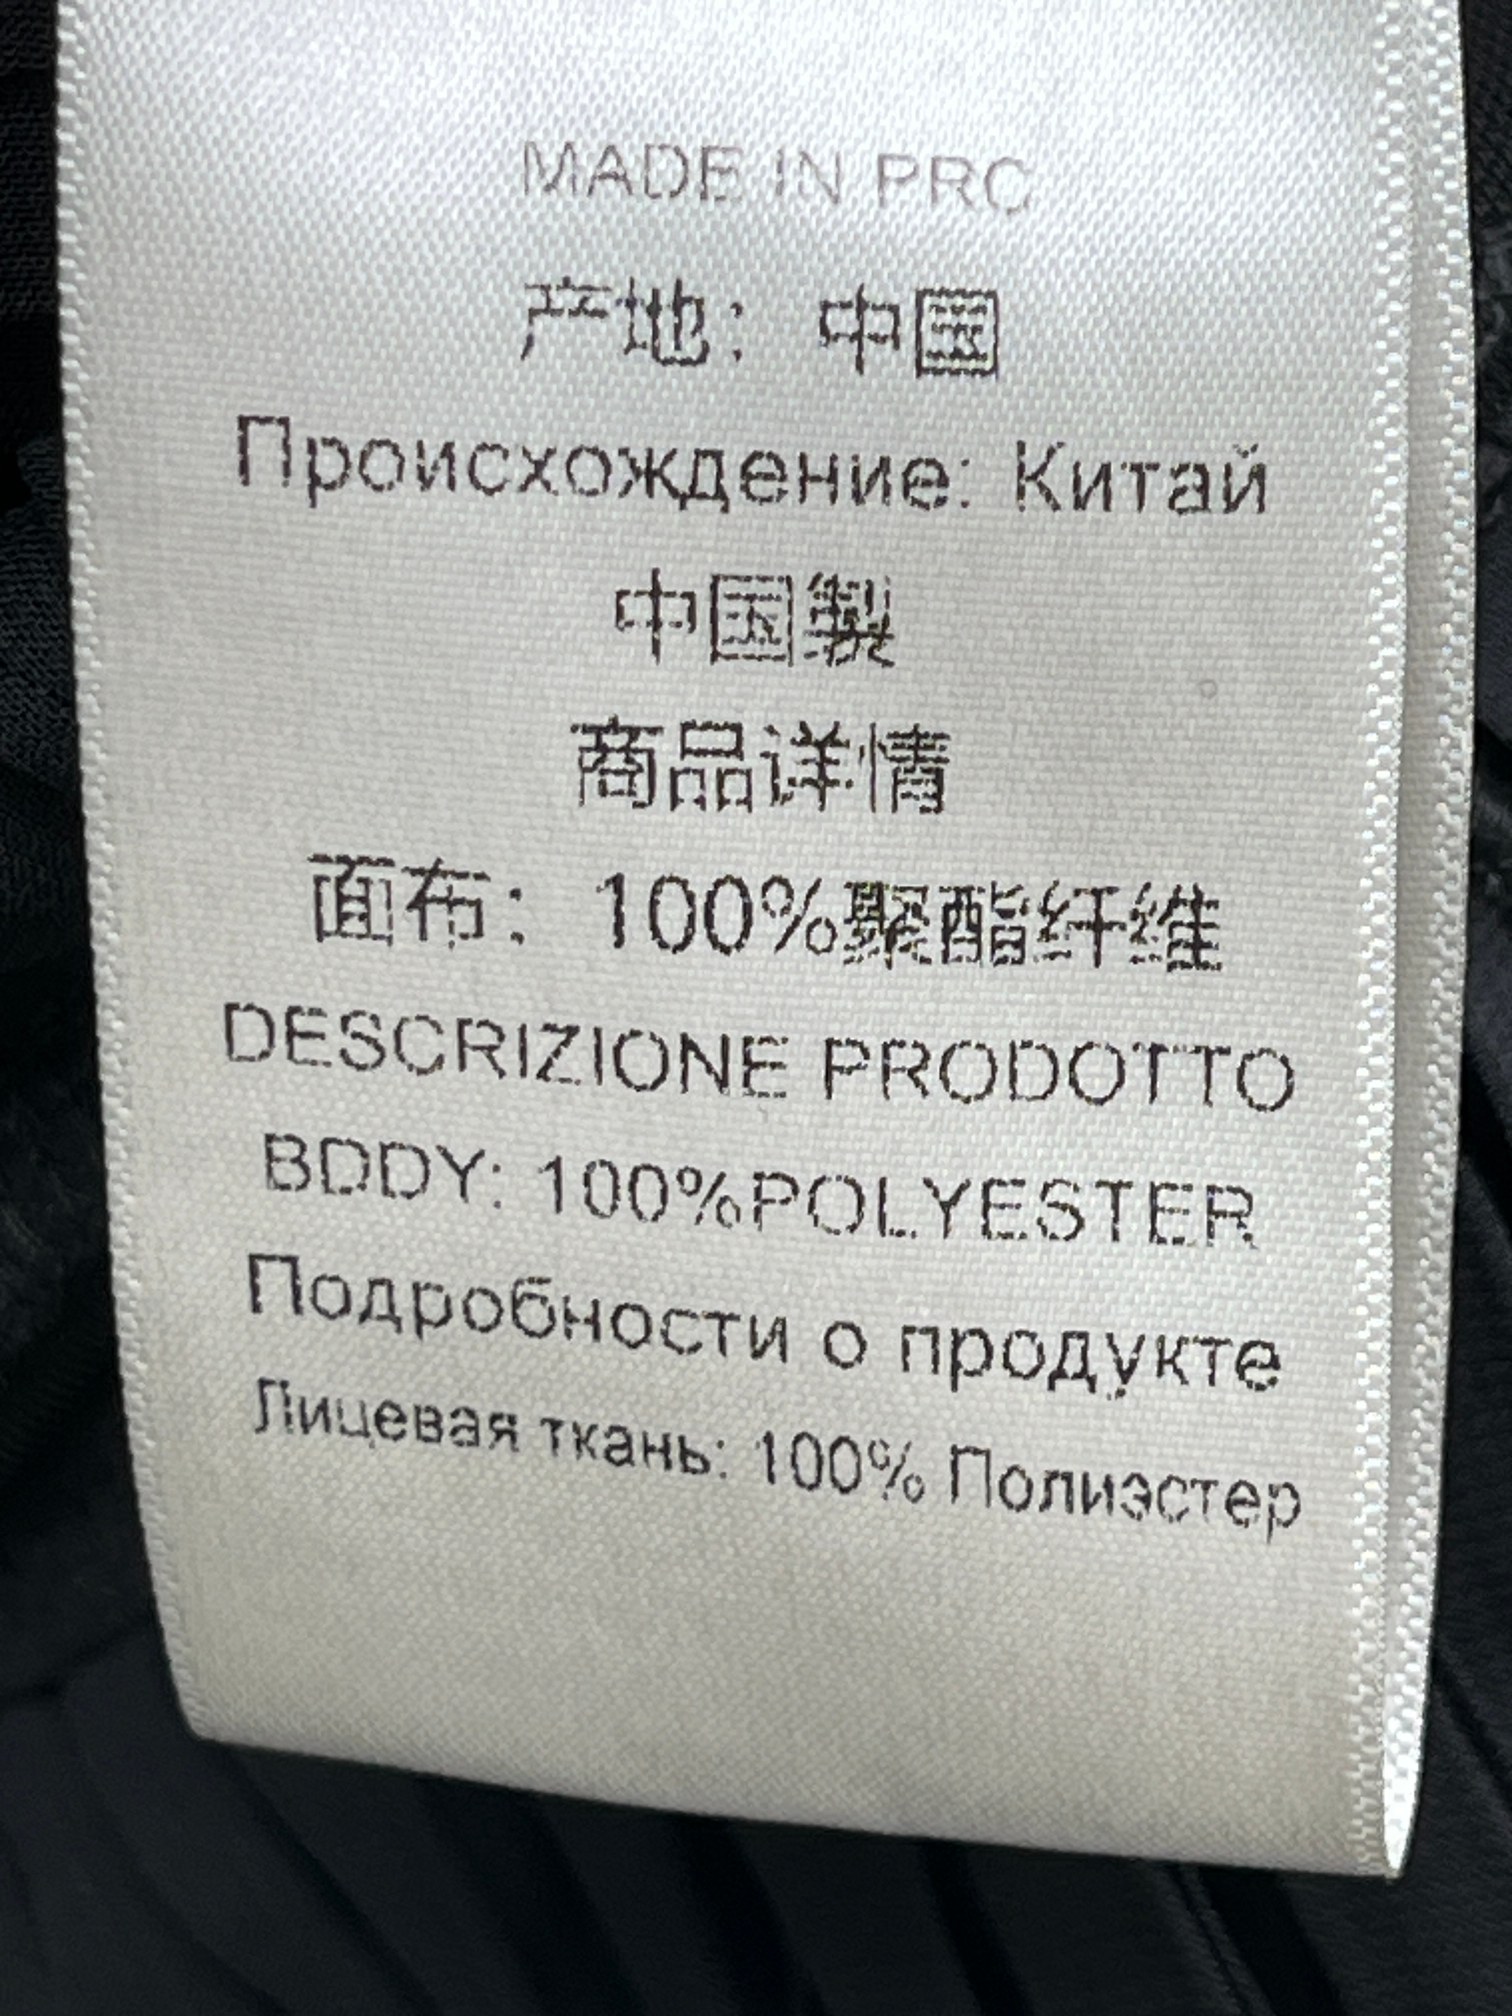 MADE IN PRC
产地：中国
Происхождение: Китай
中国製
商品详情
面布：100%聚酯纤维
DESCRIZIONE PRODOTTO
BDDY: 100%POLYESTER
Подробности о продукте
Лицевая ткань: 100% Полиэстер